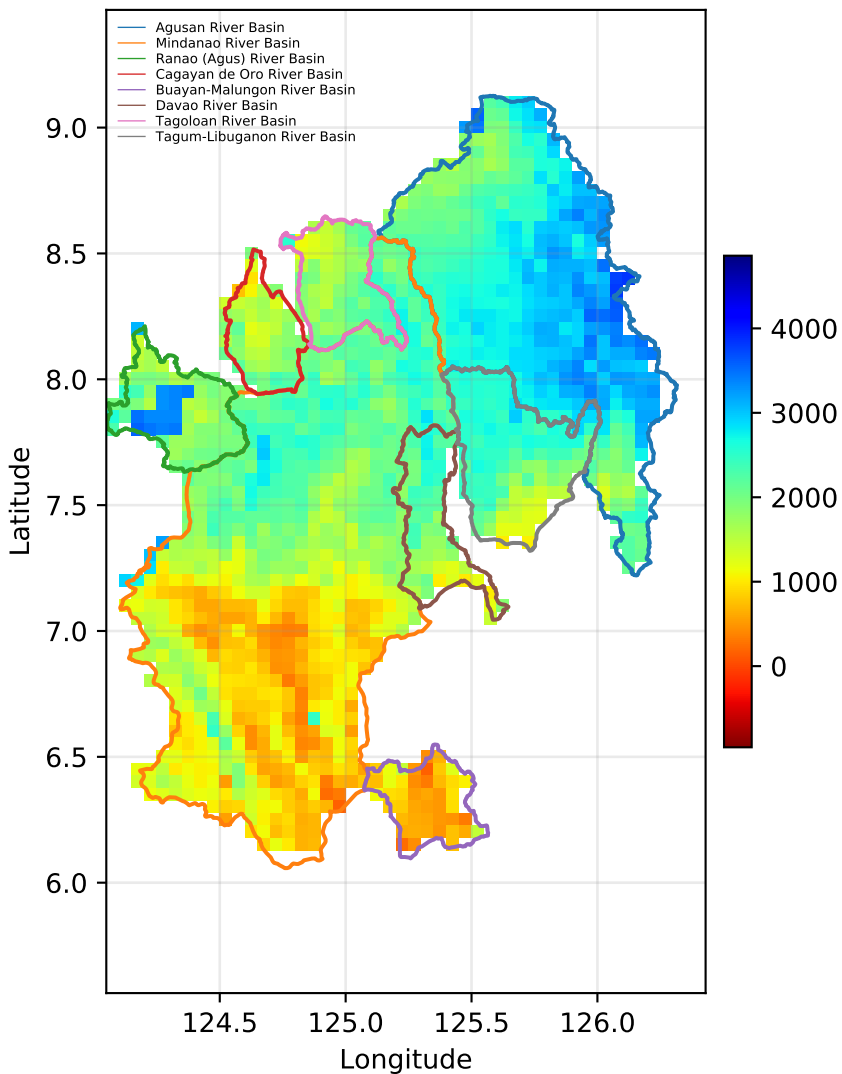 Agusan River Basin
Mindanao River Basin
Ranao (Agus) River Basin
Cagayan de Oro River Basin
Buayan-Malungon River Basin
Davao River Basin
Tagoloan River Basin
Tagum-Libuganon River Basin
9.0
8.5
8.0
7.5
7.0
6.5
6.0
Latitude
124.5 125.0 125.5 126.0
Longitude
4000
3000
2000
1000
0